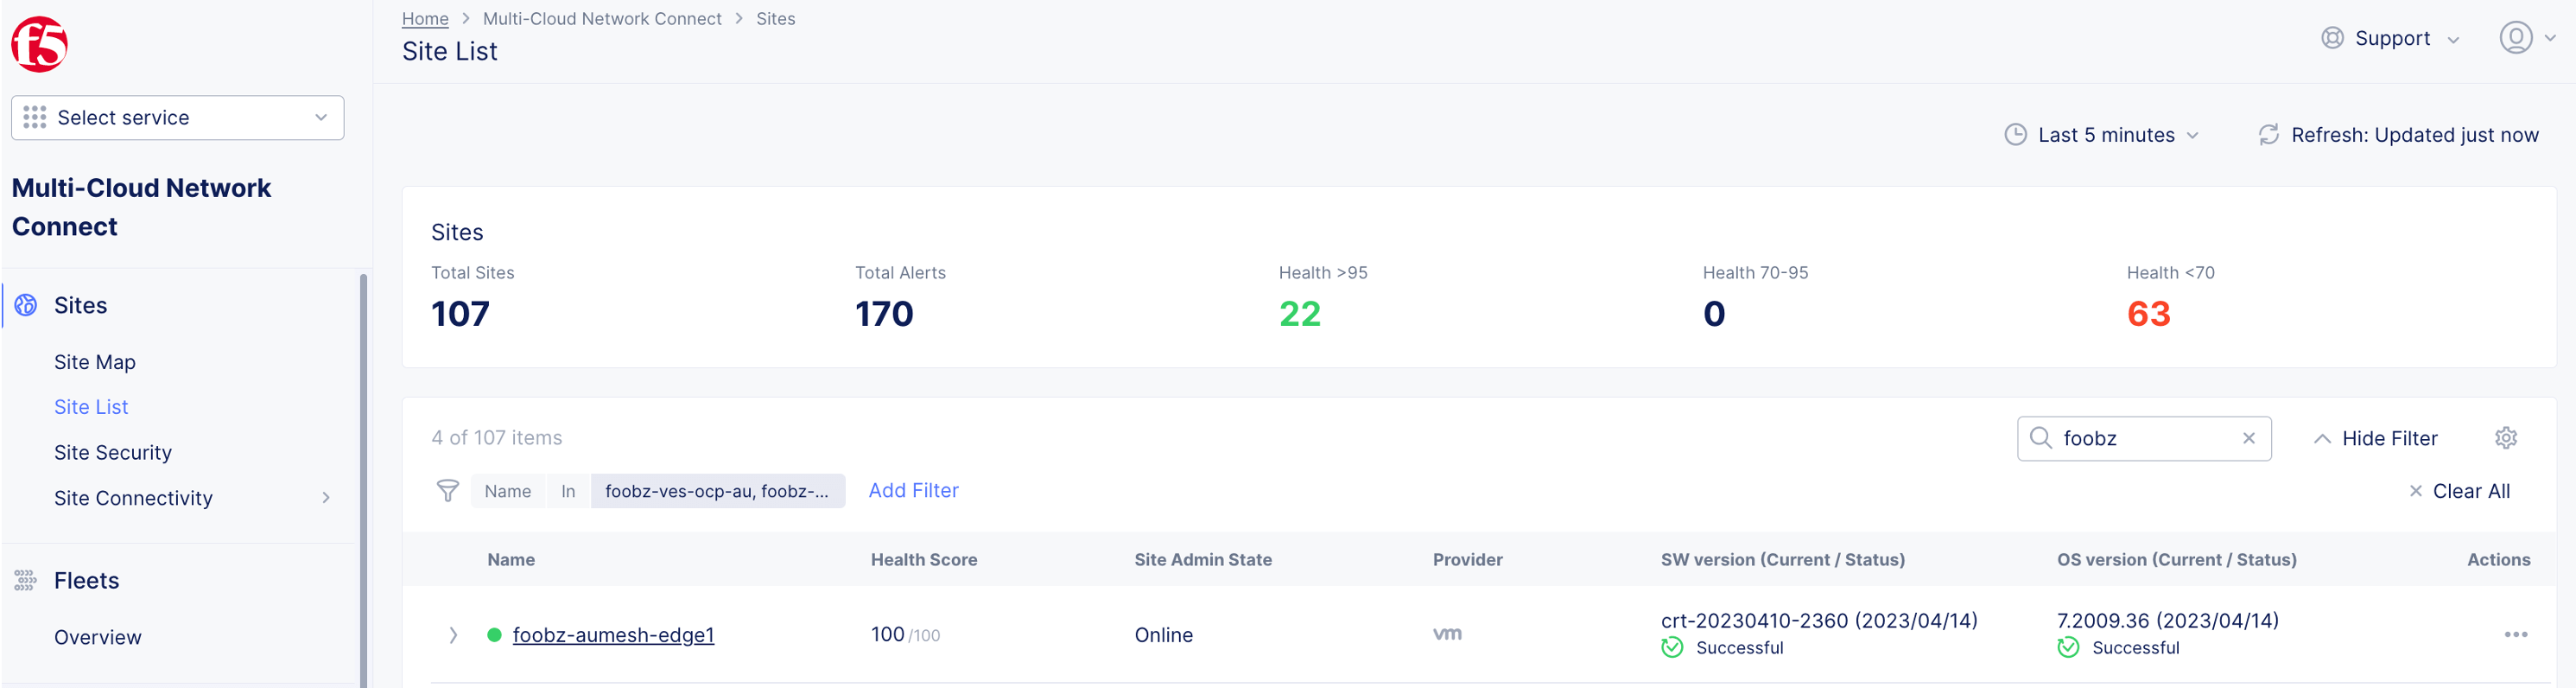 f5
Select service
Multi-Cloud Network
Connect
Sites
Site Map
Site List
Site Security
Site Connectivity
Fleets
Overview
Home > Multi-Cloud Network Connect > Sites
Site List
Support
Last 5 minutes
Refresh: Updated just now
Sites
Total Sites
107
Total Alerts
170
Health >95
22
Health 70-95
0
Health <70
63
4 of 107 items
foobz
Hide Filter
Name In foobz-ves-ocp-au, foobz-...
Add Filter
Clear All
Name Health Score Site Admin State Provider SW version (Current / Status) OS version (Current / Status) Actions
foobz-aumesh-edge1 100 /100 Online vm
crt-20230410-2360 (2023/04/14)
Successful
7.2009.36 (2023/04/14)
Successful